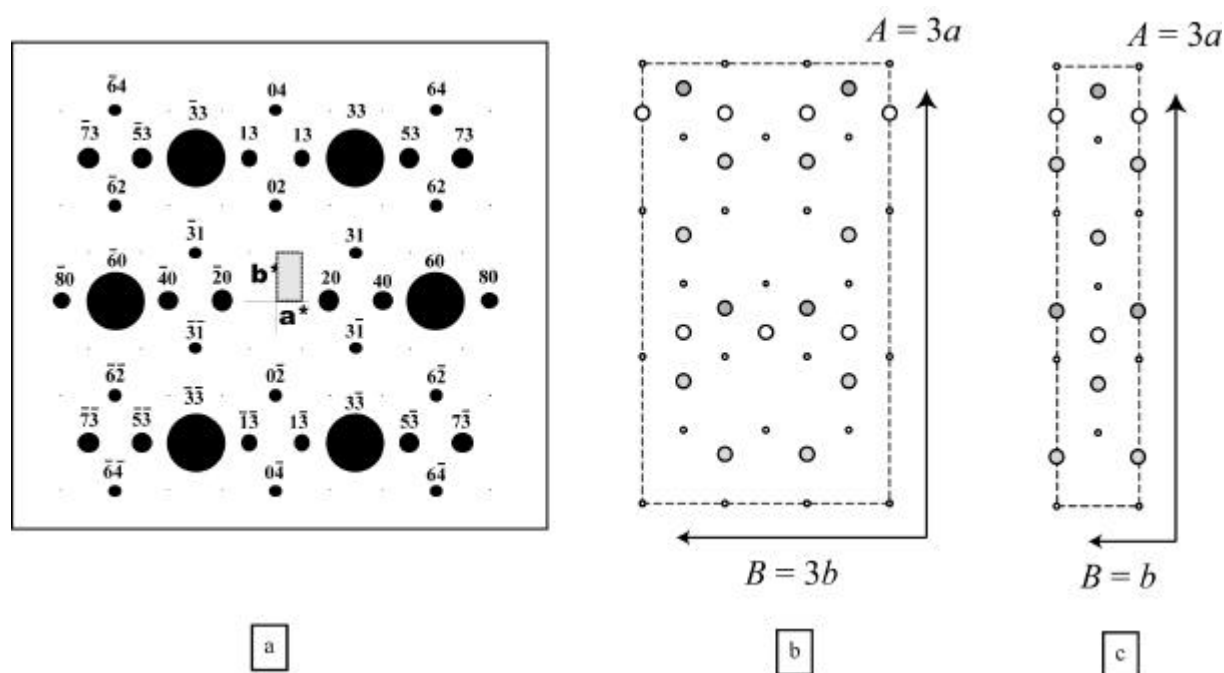 A = 3a
A = 3a
6̄4 04 64
3̄3 33
7̄3 5̄3 13 13 53 73
6̄2 02 62
3̄1 31
6̄0 60
8̄0 4̄0 2̄0 b* 20 40 80
a*
3̄1̄ 31̄
6̄2̄ 02̄ 62̄
7̄3̄ 5̄3̄ 3̄3̄ 1̄3̄ 13̄ 33̄ 53̄ 73̄
6̄4̄ 04̄ 64̄
B = 3b
B = b
a
b
c